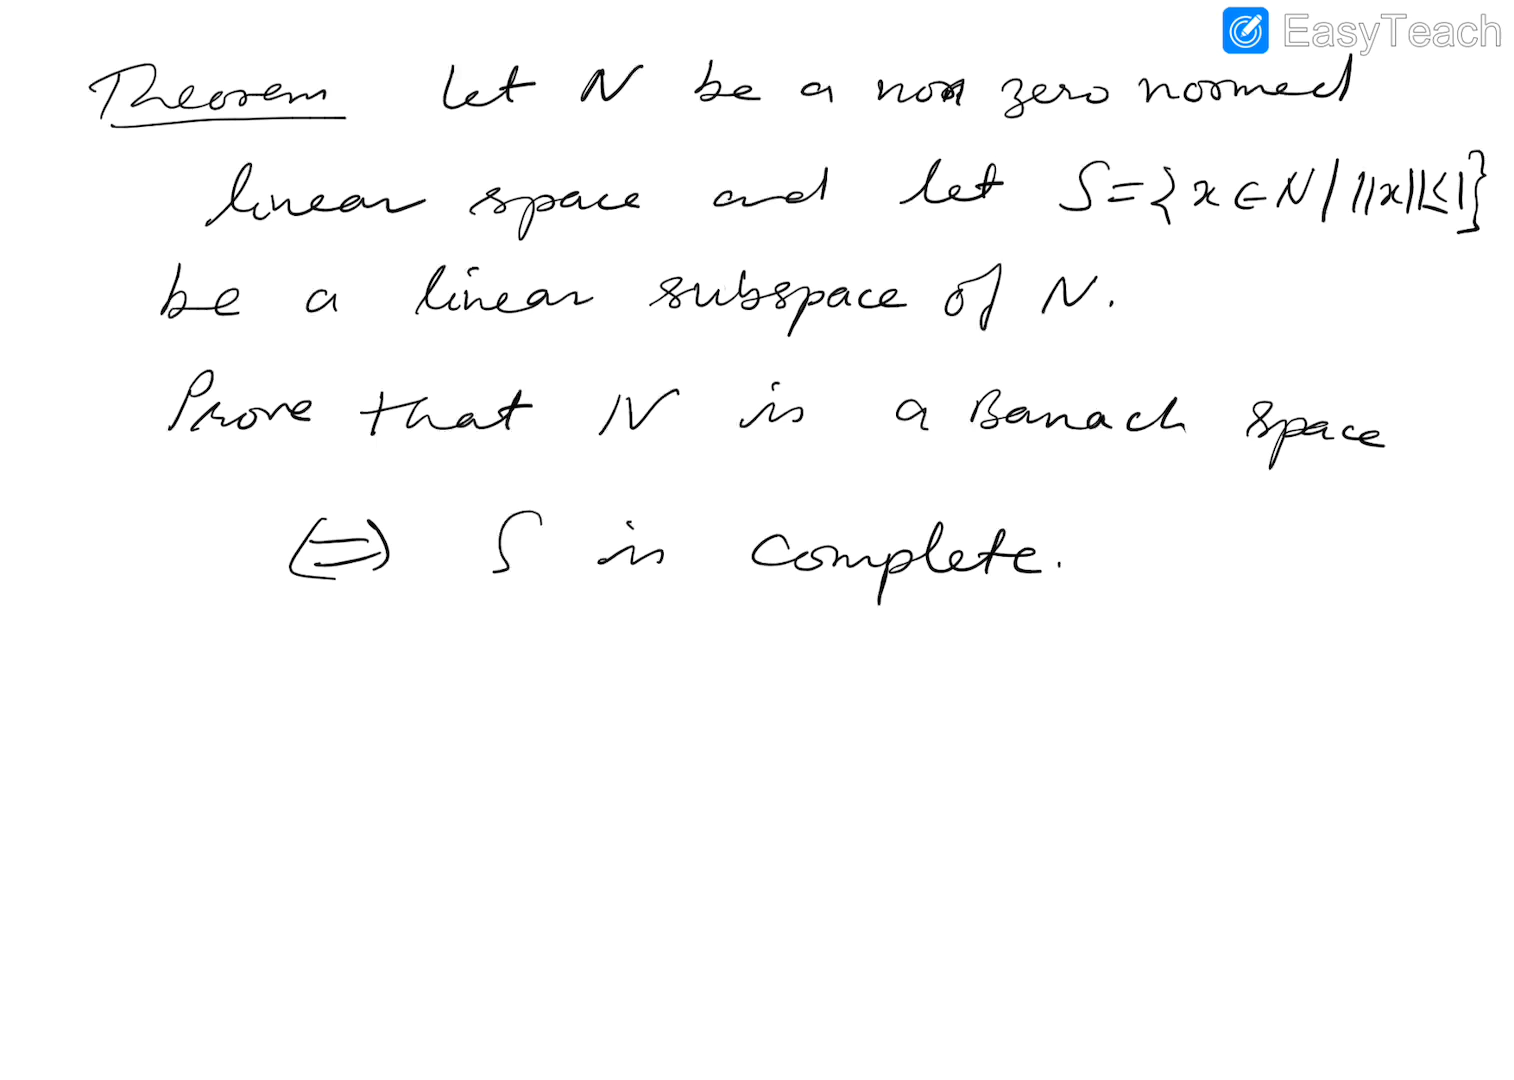 EasyTeach
Theorem Let N be a non zero normed
linear space and let S={x∈N/||x||≤1}
be a linear subspace of N.
Prove that N is a Banach space
⇔ S is complete.